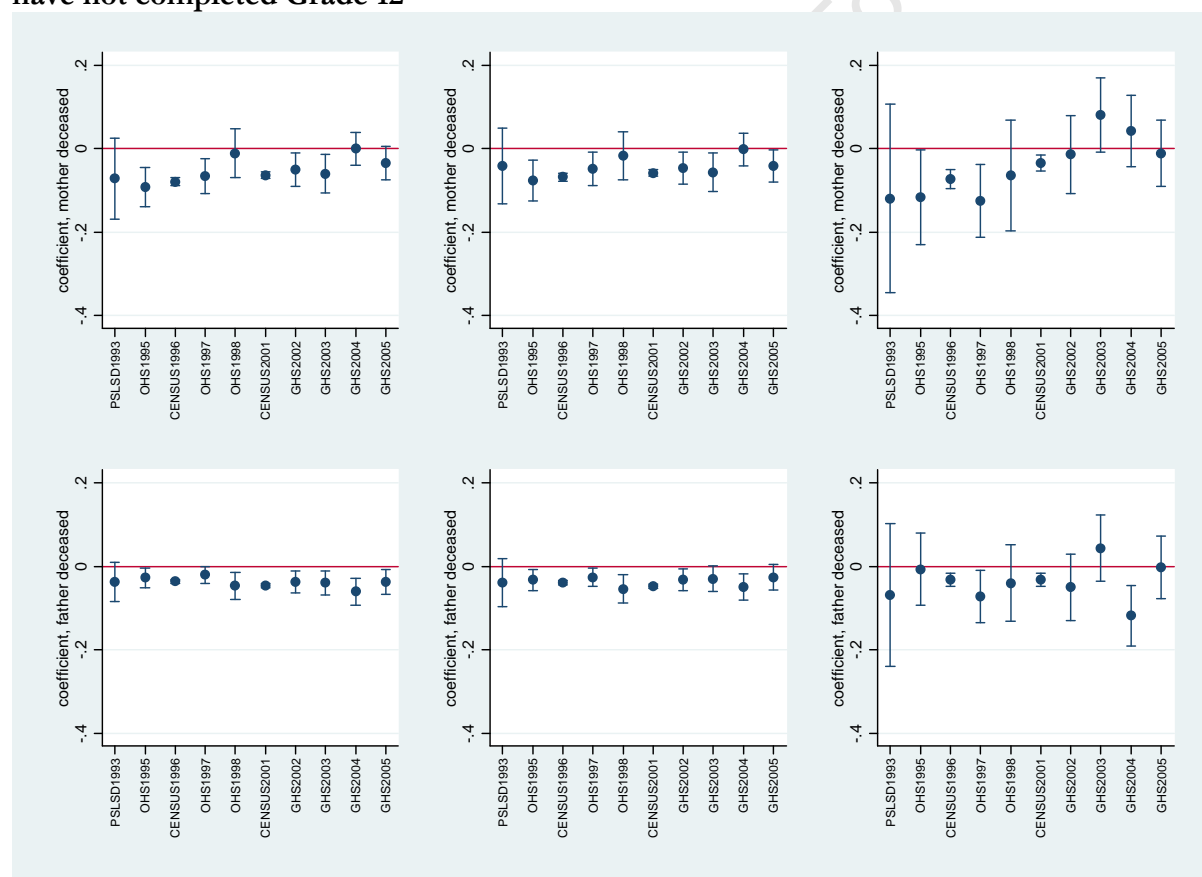 have not completed Grade 12
coefficient, mother deceased
.2
0
-.2
-.4
PSLSD1993
OHS1995
CENSUS1996
OHS1997
OHS1998
CENSUS2001
GHS2002
GHS2003
GHS2004
GHS2005
coefficient, mother deceased
.2
0
-.2
-.4
PSLSD1993
OHS1995
CENSUS1996
OHS1997
OHS1998
CENSUS2001
GHS2002
GHS2003
GHS2004
GHS2005
coefficient, mother deceased
.2
0
-.2
-.4
PSLSD1993
OHS1995
CENSUS1996
OHS1997
OHS1998
CENSUS2001
GHS2002
GHS2003
GHS2004
GHS2005
coefficient, father deceased
.2
0
-.2
-.4
PSLSD1993
OHS1995
CENSUS1996
OHS1997
OHS1998
CENSUS2001
GHS2002
GHS2003
GHS2004
GHS2005
coefficient, father deceased
.2
0
-.2
-.4
PSLSD1993
OHS1995
CENSUS1996
OHS1997
OHS1998
CENSUS2001
GHS2002
GHS2003
GHS2004
GHS2005
coefficient, father deceased
.2
0
-.2
-.4
PSLSD1993
OHS1995
CENSUS1996
OHS1997
OHS1998
CENSUS2001
GHS2002
GHS2003
GHS2004
GHS2005